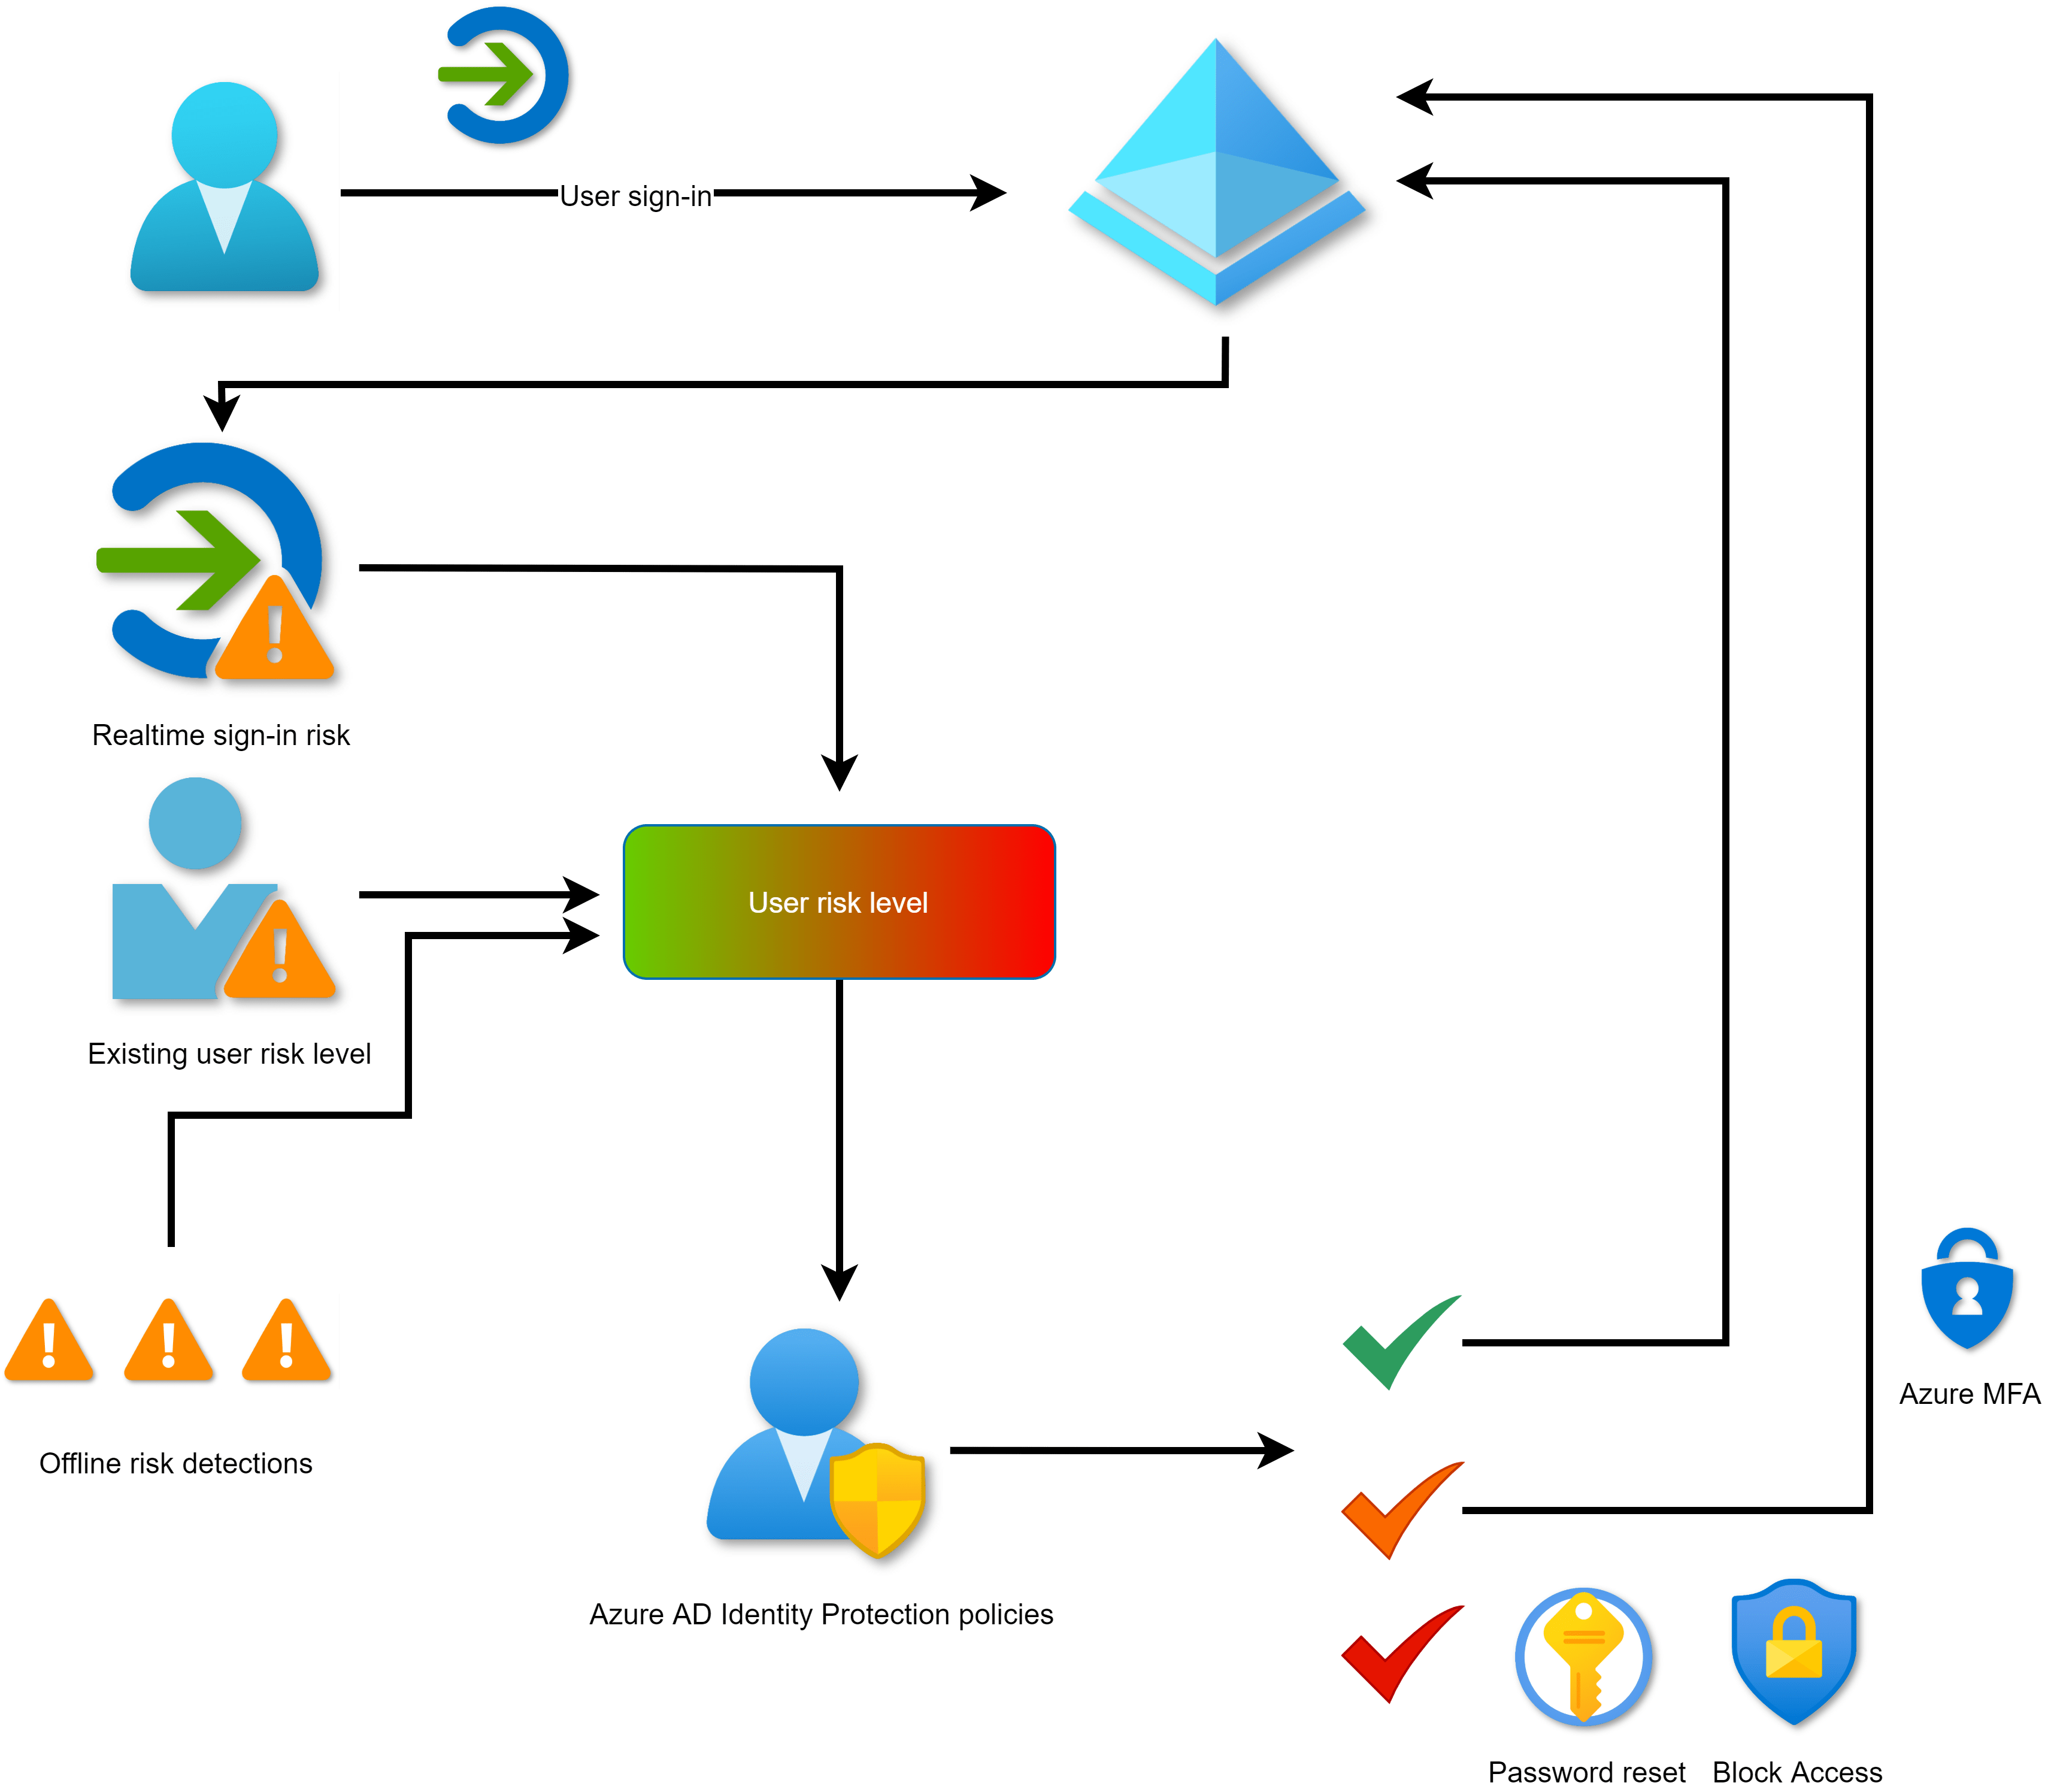 User sign-in
Realtime sign-in risk
User risk level
Existing user risk level
Azure MFA
Offline risk detections
Azure AD Identity Protection policies
Password reset
Block Access